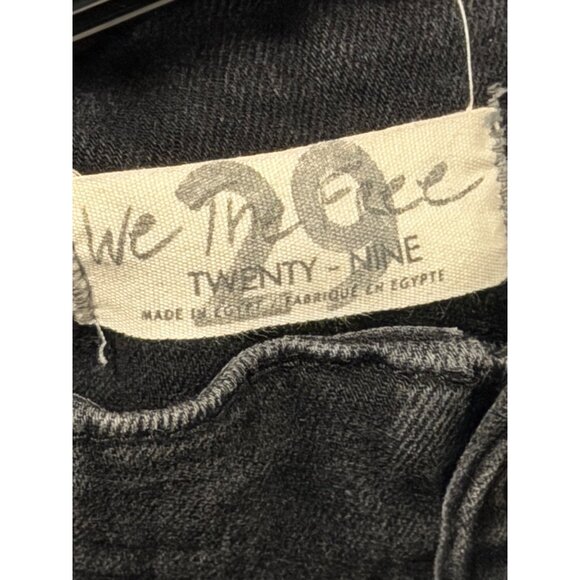 29
We The Free
TWENTY - NINE
MADE IN EGYPT / FABRIQUÉ EN EGYPTE